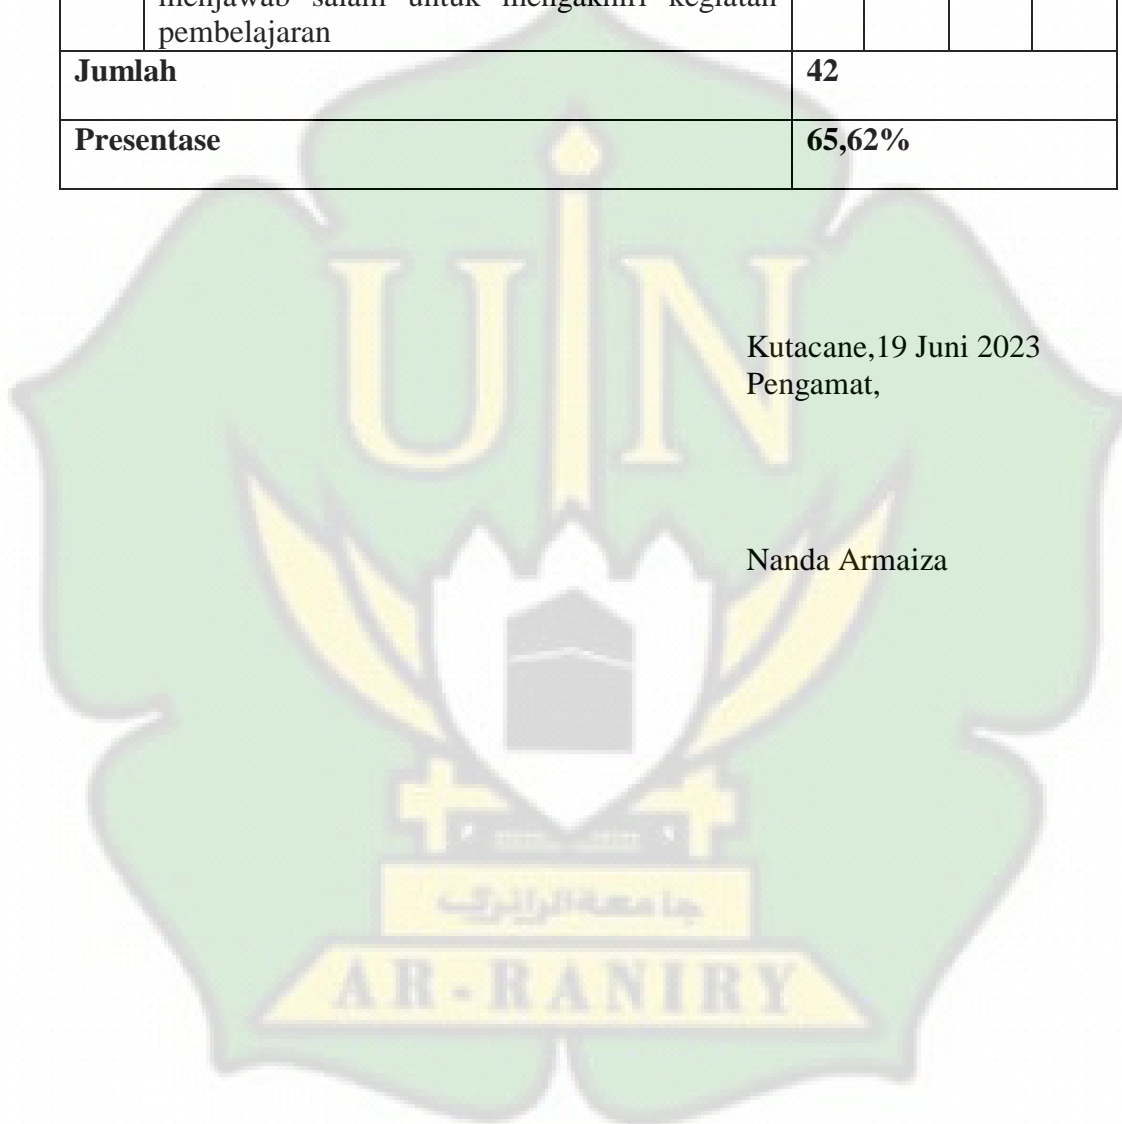 menjawab salam untuk mengakhiri kegiatan
pembelajaran
Jumlah 42
Presentase 65,62%
Kutacane,19 Juni 2023
Pengamat,
Nanda Armaiza
UIN
جامعة الرانري
AR-RANIRY